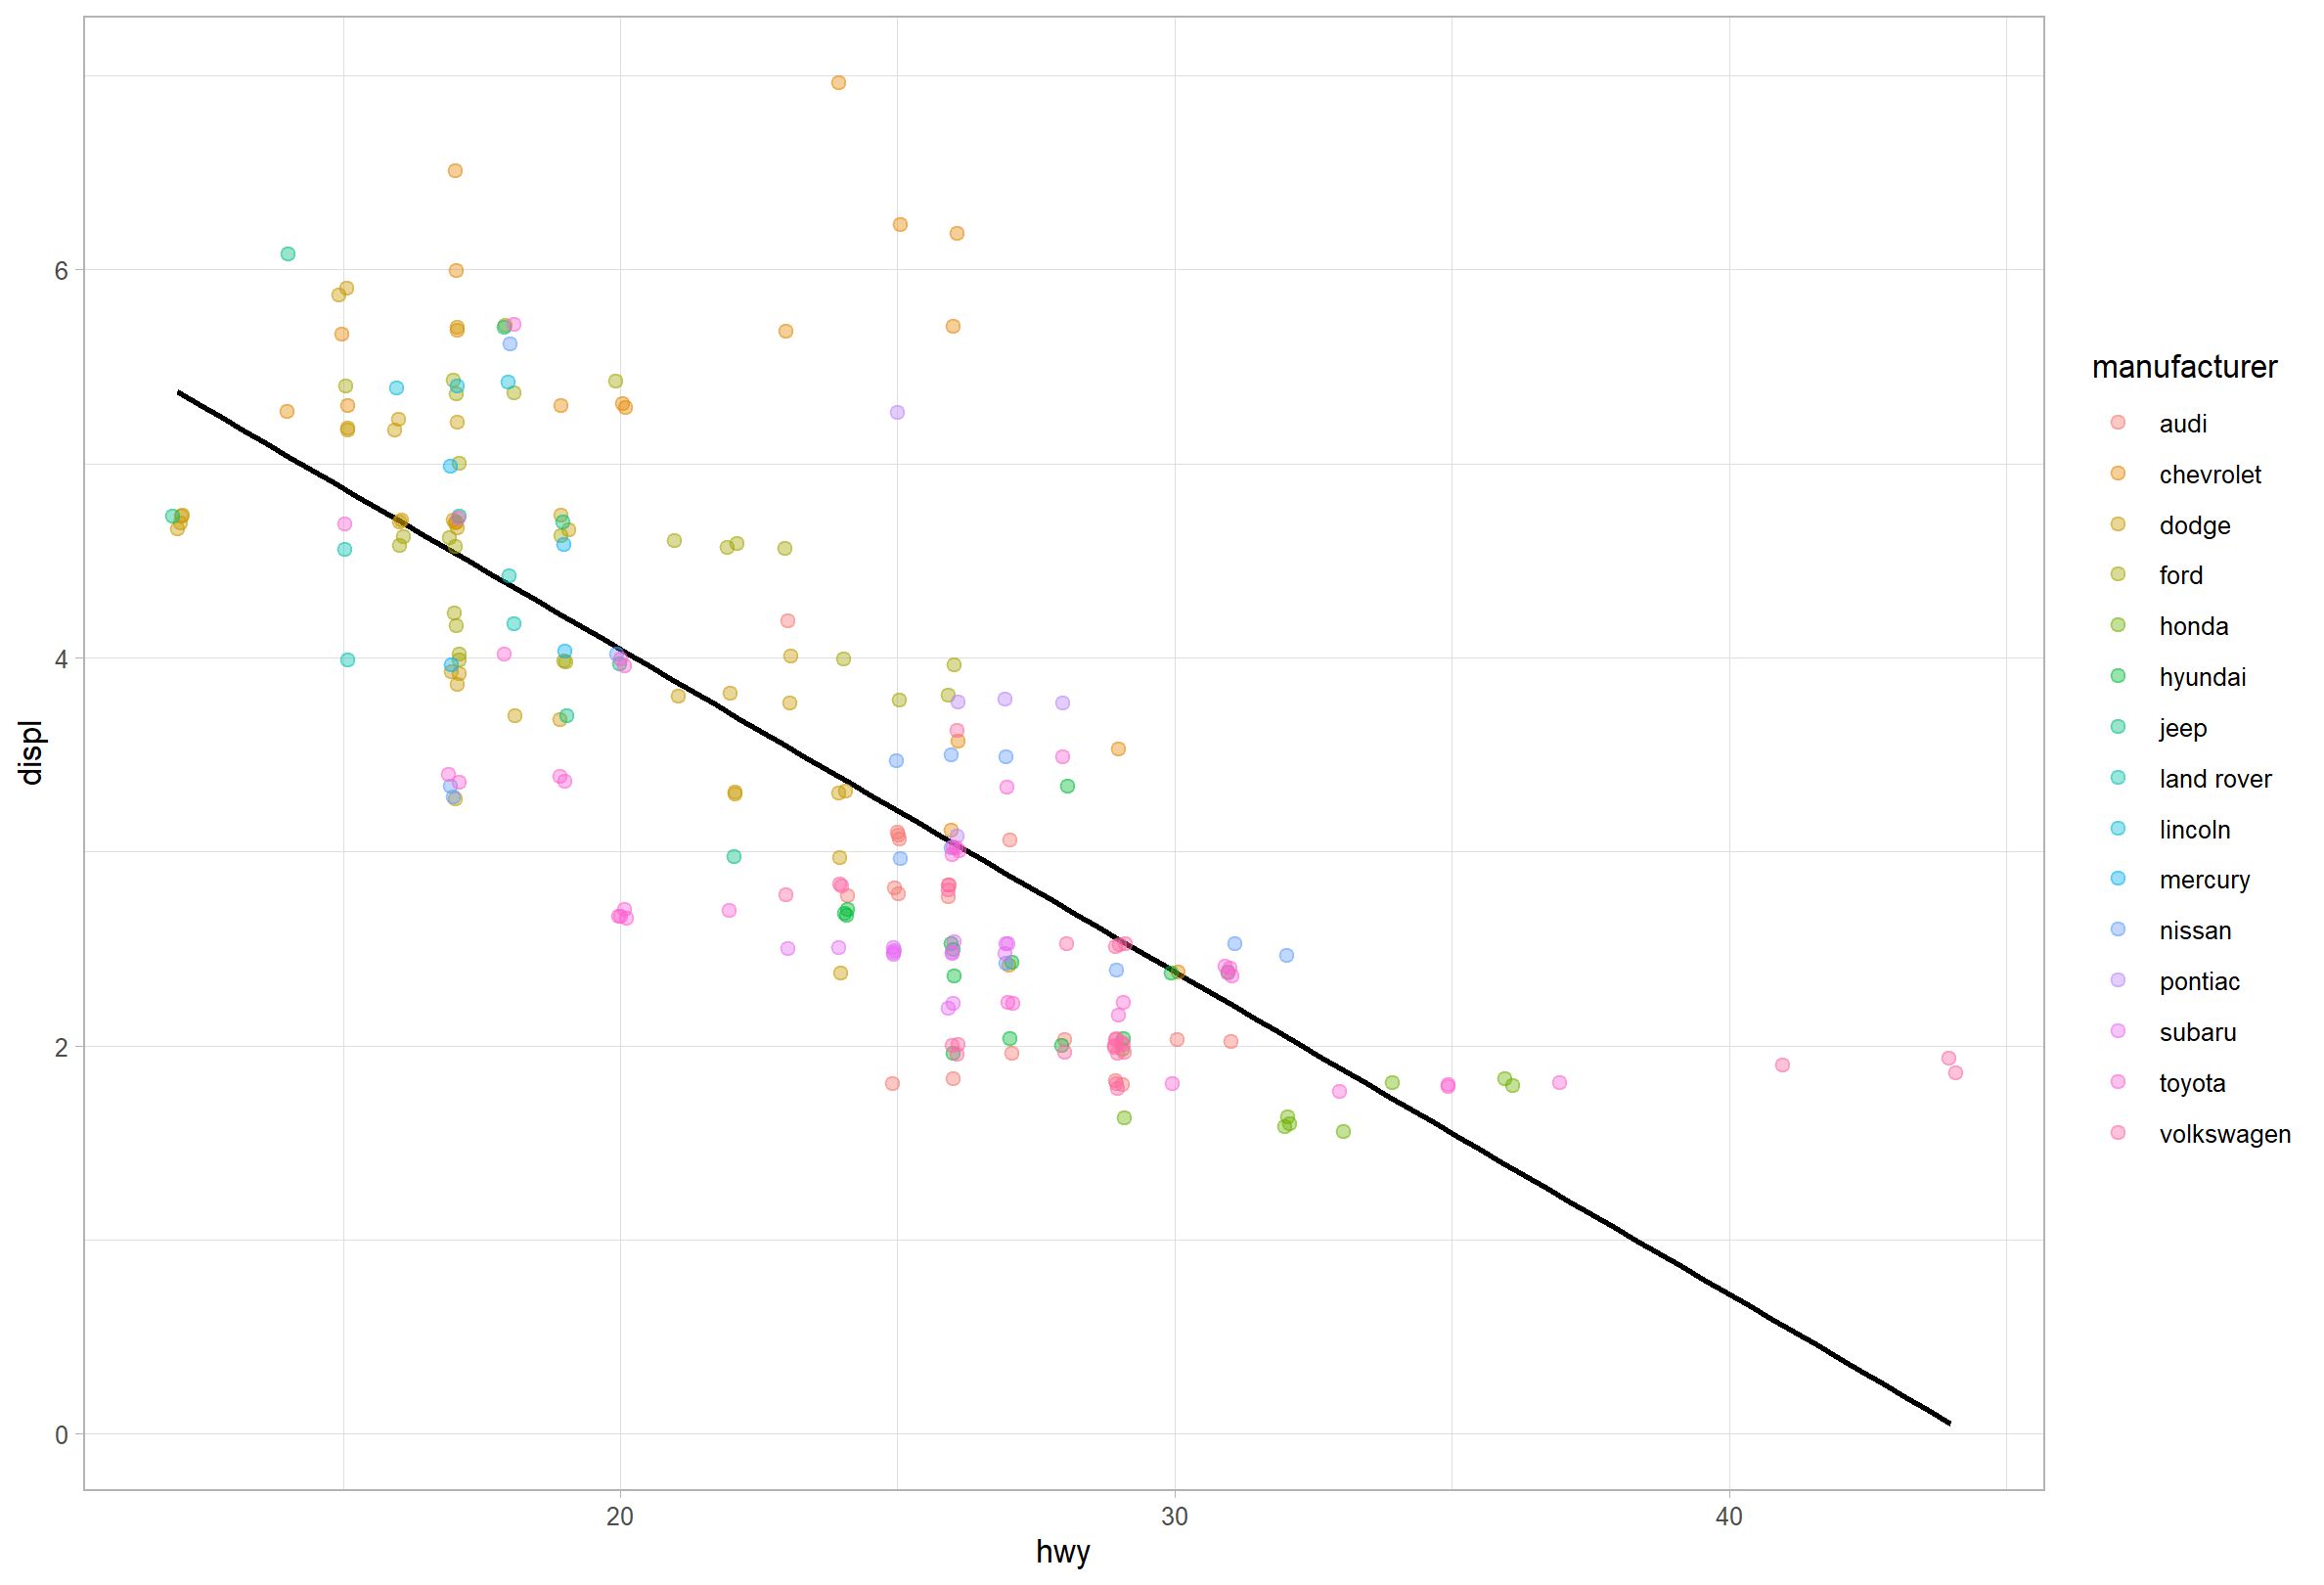 6
4
2
0
displ
20
30
40
hwy
manufacturer
audi
chevrolet
dodge
ford
honda
hyundai
jeep
land rover
lincoln
mercury
nissan
pontiac
subaru
toyota
volkswagen